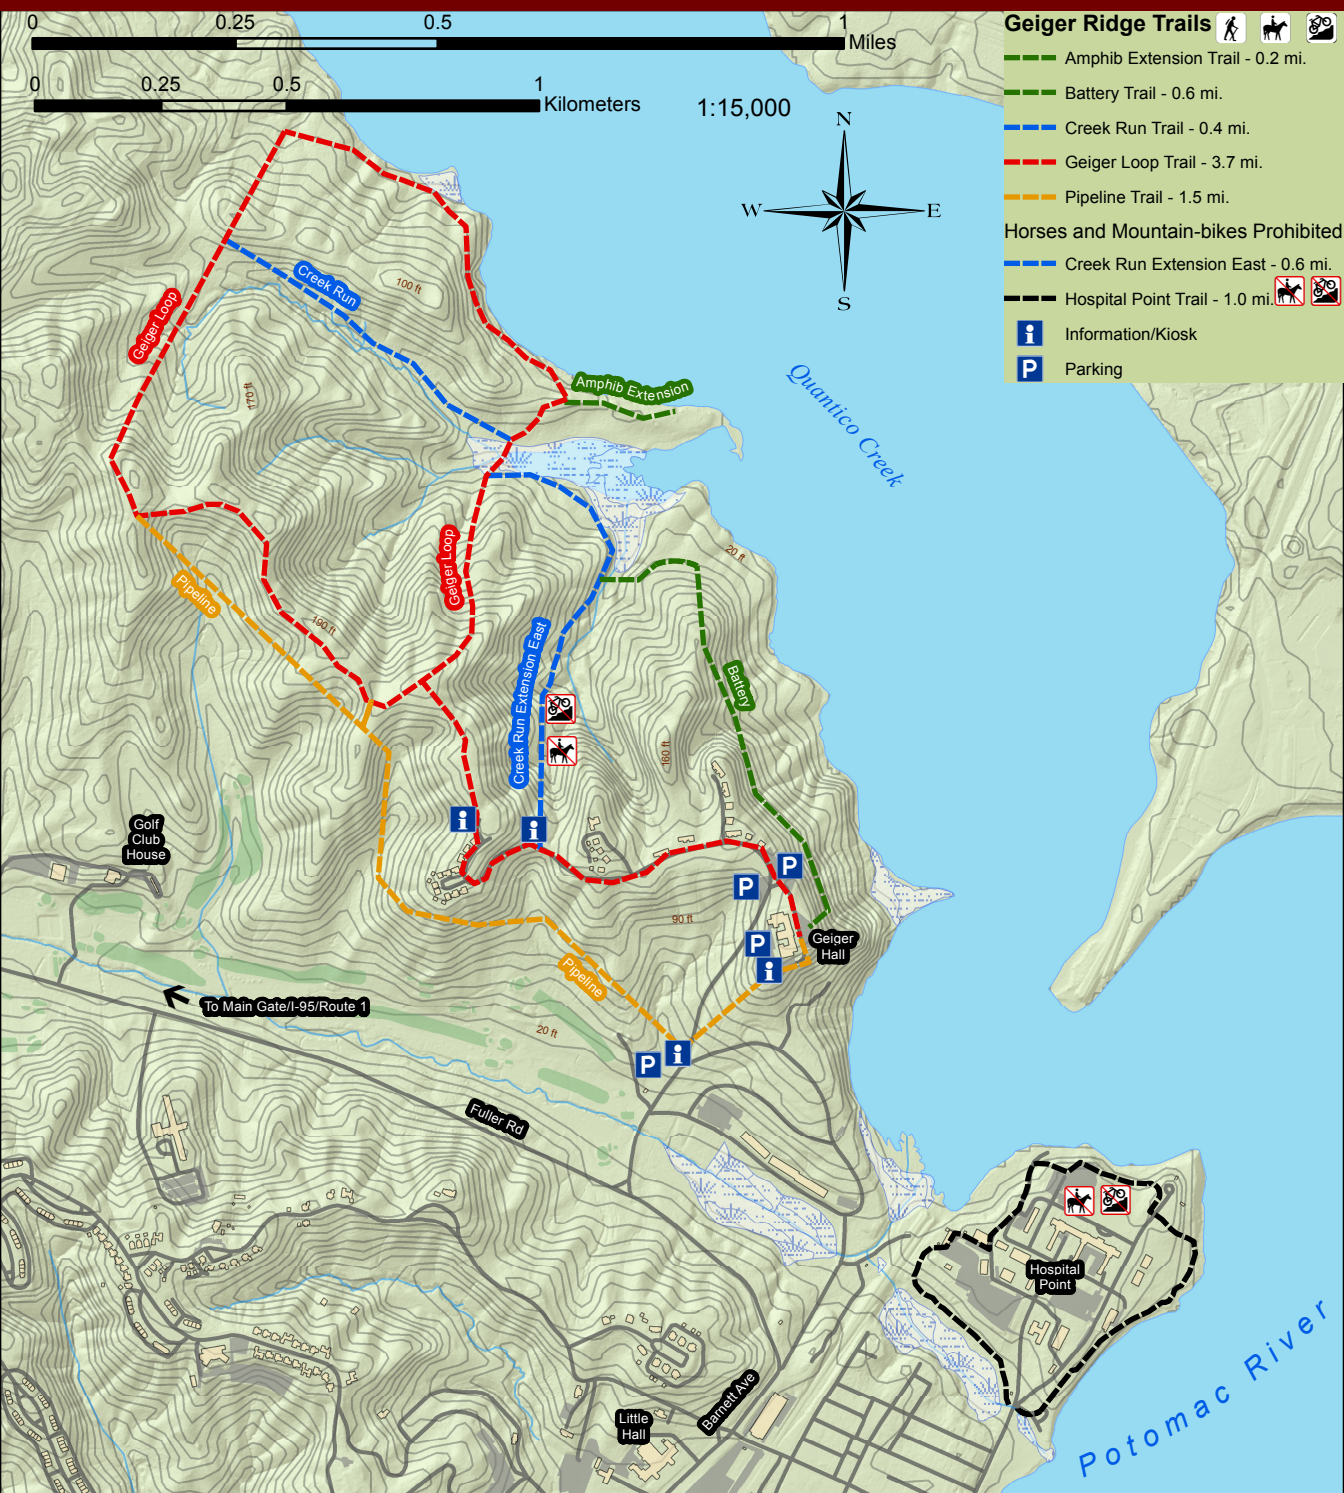 0 0.25 0.5 1
Miles
0 0.25 0.5 1
Kilometers
1:15,000
N
W E
S
Geiger Ridge Trails
Amphib Extension Trail - 0.2 mi.
Battery Trail - 0.6 mi.
Creek Run Trail - 0.4 mi.
Geiger Loop Trail - 3.7 mi.
Pipeline Trail - 1.5 mi.
Horses and Mountain-bikes Prohibited
Creek Run Extension East - 0.6 mi.
Hospital Point Trail - 1.0 mi.
i Information/Kiosk
P Parking
Creek Run
100 ft
Geiger Loop
170 ft
Amphib Extension
Quantico Creek
Geiger Loop
20 ft
Pipeline
190 ft
Creek Run Extension East
Battery
160 ft
i
i
Golf
Club
House
P
P
90 ft
P
i
Geiger
Hall
Pipeline
To Main Gate/I-95/Route 1
20 ft
P
i
Fuller Rd
Hospital
Point
Potomac River
Barnett Ave
Little
Hall